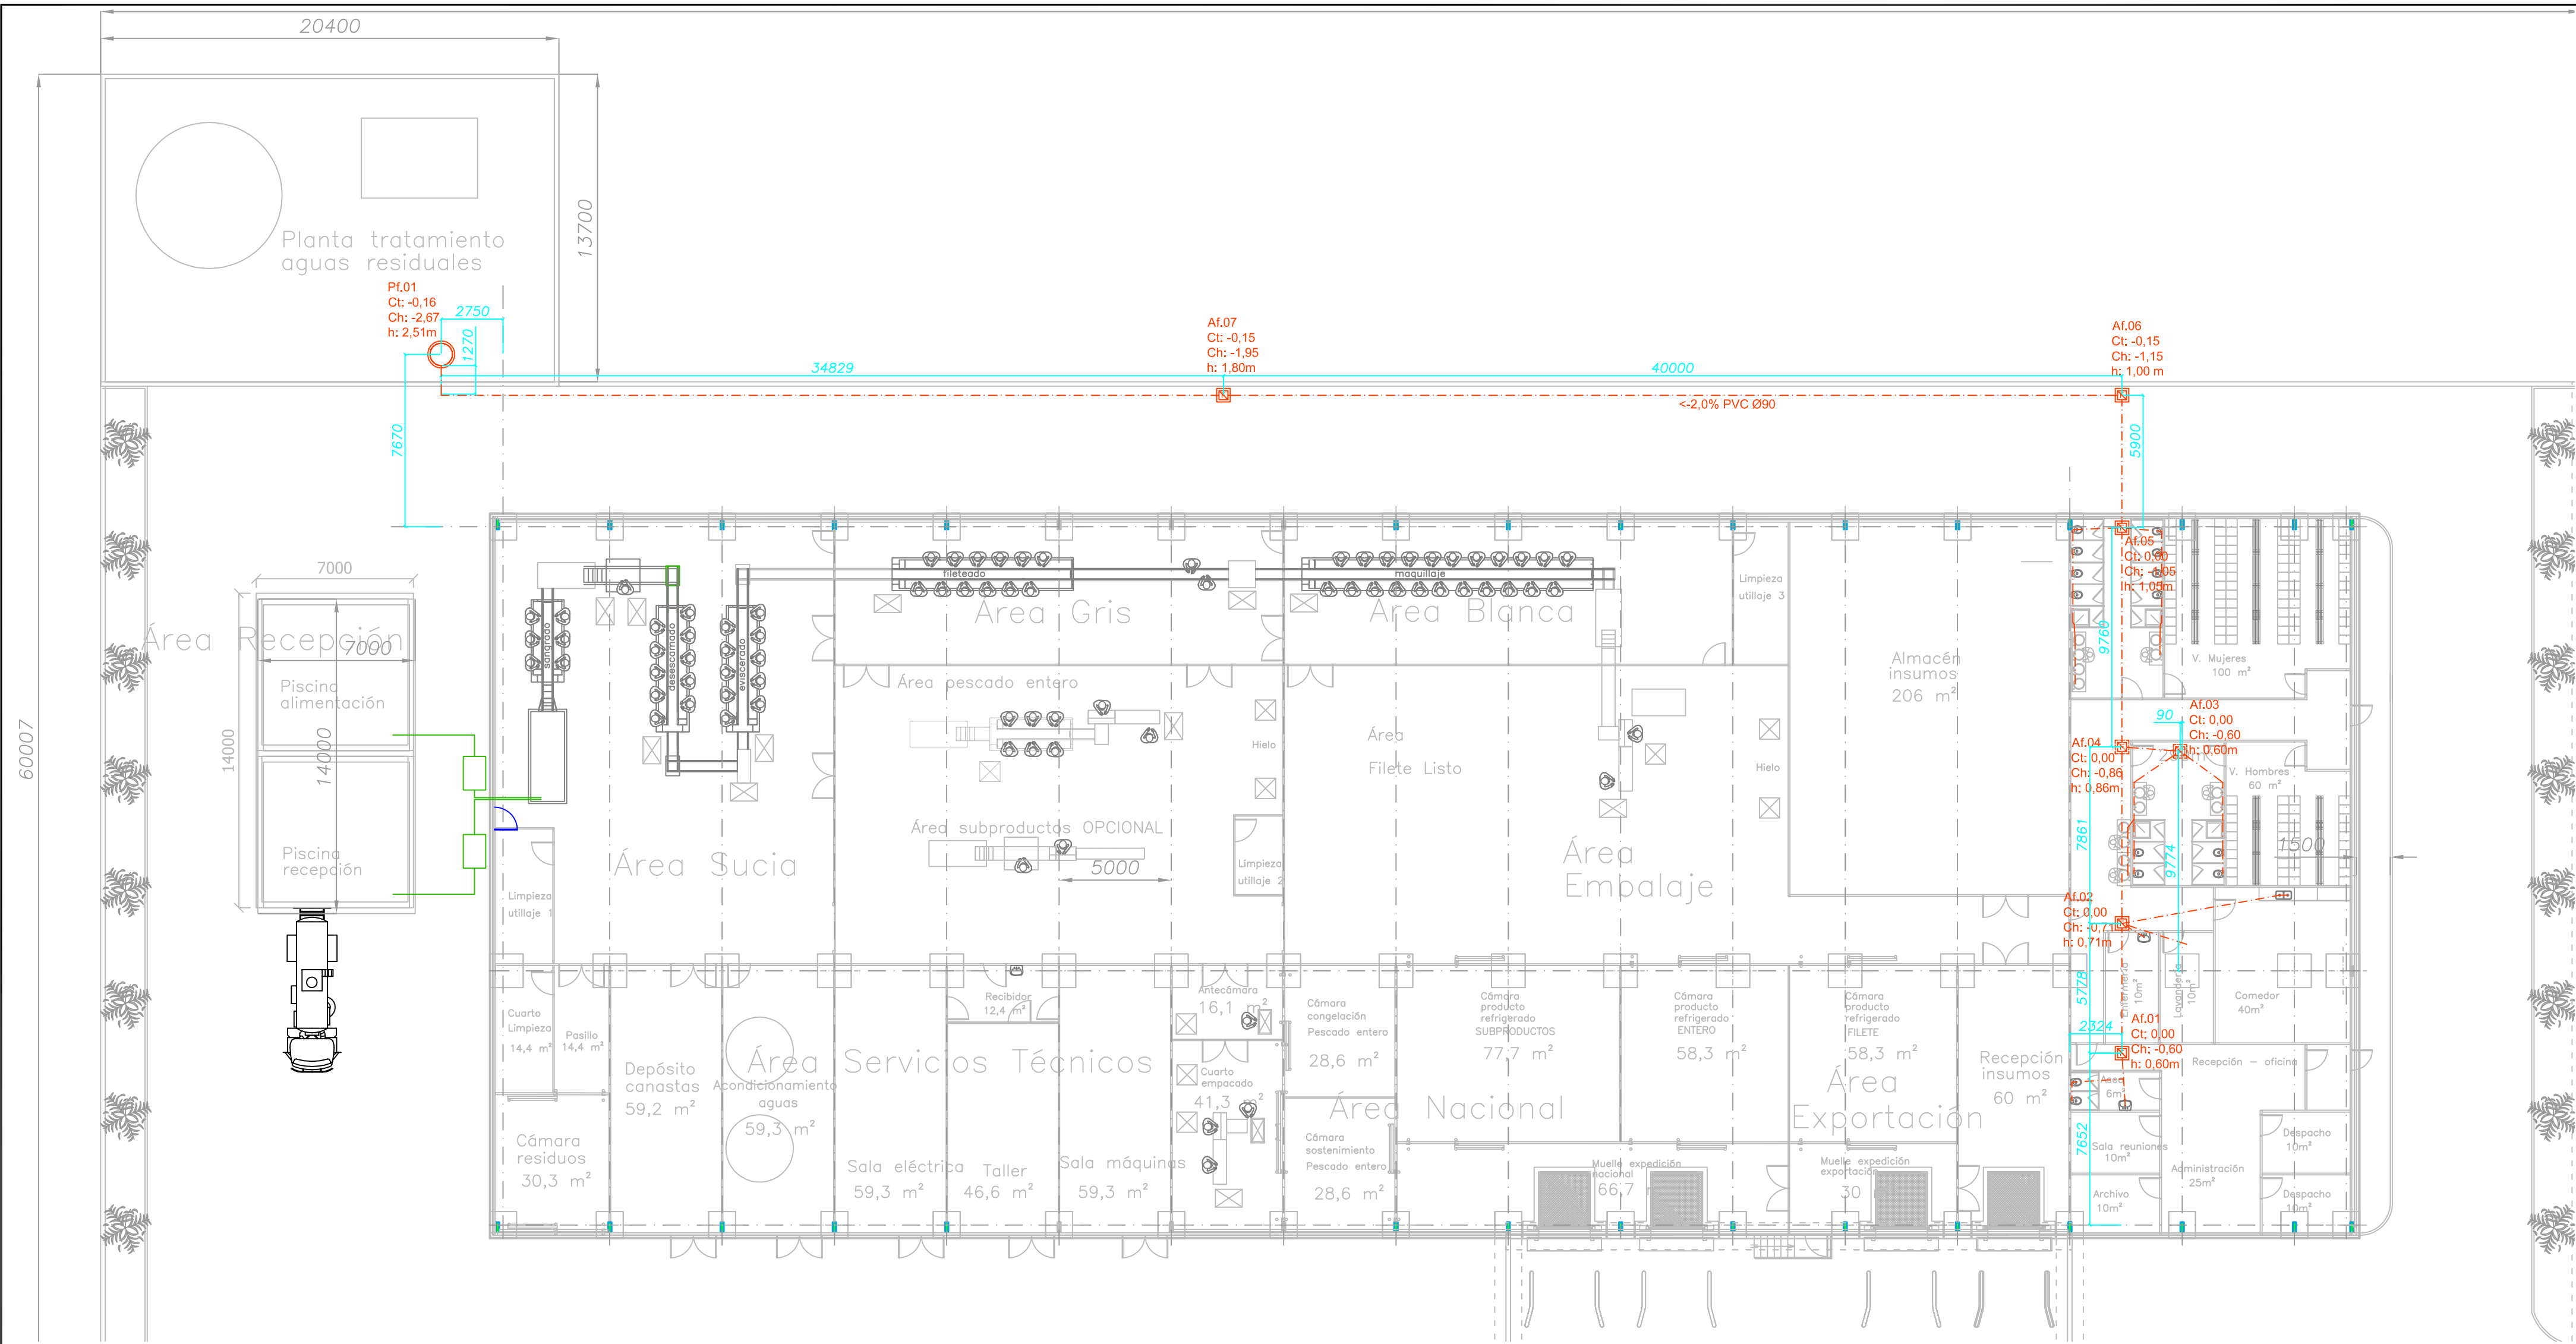 20400
13700
60007
Planta tratamiento
aguas residuales
Pf.01
Ct: -0,16
Ch: -2,67
h: 2,51m
2750
1270
7670
34829
Af.07
Ct: -0,15
Ch: -1,95
h: 1,80m
40000
<-2,0% PVC Ø90
Af.06
Ct: -0,15
Ch: -1,15
h: 1,00 m
5900
Af.05
Ct: 0,00
Ch: -1,05
h: 1,05m
9760
7000
7000
14000
14000
Área Recepción
Piscina
alimentación
Piscina
recepción
sangrado
descamado
eviscerado
fileteado
maquillaje
Área Gris
Área Blanca
Limpieza
utillaje 3
Almacén
insumos
206 m²
V. Mujeres
100 m²
Área pescado entero
Hielo
Área
Filete Listo
Hielo
90
Af.03
Ct: 0,00
Ch: -0,60
h: 0,60m
Af.04
Ct: 0,00
Ch: -0,86
h: 0,86m
V. Hombres
60 m²
7861
9774
1500
Área subproductos OPCIONAL
5000
Área Sucia
Limpieza
utillaje 1
Limpieza
utillaje 2
Área
Embalaje
Af.02
Ct: 0,00
Ch: -0,71
h: 0,71m
5728
Enfermería
10m²
Lavandería
10m²
Comedor
40m²
2324
Af.01
Ct: 0,00
Ch: -0,60
h: 0,60m
Recepción - oficina
Aseo
6m²
7652
Sala reuniones
10m²
Archivo
10m²
Administración
25m²
Despacho
10m²
Despacho
10m²
Cuarto
Limpieza
14,4 m²
Pasillo
14,4 m²
Cámara
residuos
30,3 m²
Depósito
canastas
59,2 m²
Área Servicios Técnicos
Acondicionamiento
aguas
59,3 m²
Recibidor
12,4 m²
Sala eléctrica
59,3 m²
Taller
46,6 m²
Sala máquinas
59,3 m²
Antecámara
16,1 m²
Cuarto
empacado
41,3 m²
Cámara
congelación
Pescado entero
28,6 m²
Cámara
sostenimiento
Pescado entero
28,6 m²
Cámara
producto
refrigerado
SUBPRODUCTOS
77,7 m²
Cámara
producto
refrigerado
ENTERO
58,3 m²
Cámara
producto
refrigerado
FILETE
58,3 m²
Área Nacional
Área
Exportación
Recepción
insumos
60 m²
Muelle expedición
nacional
66,7
Muelle expedición
exportación
30